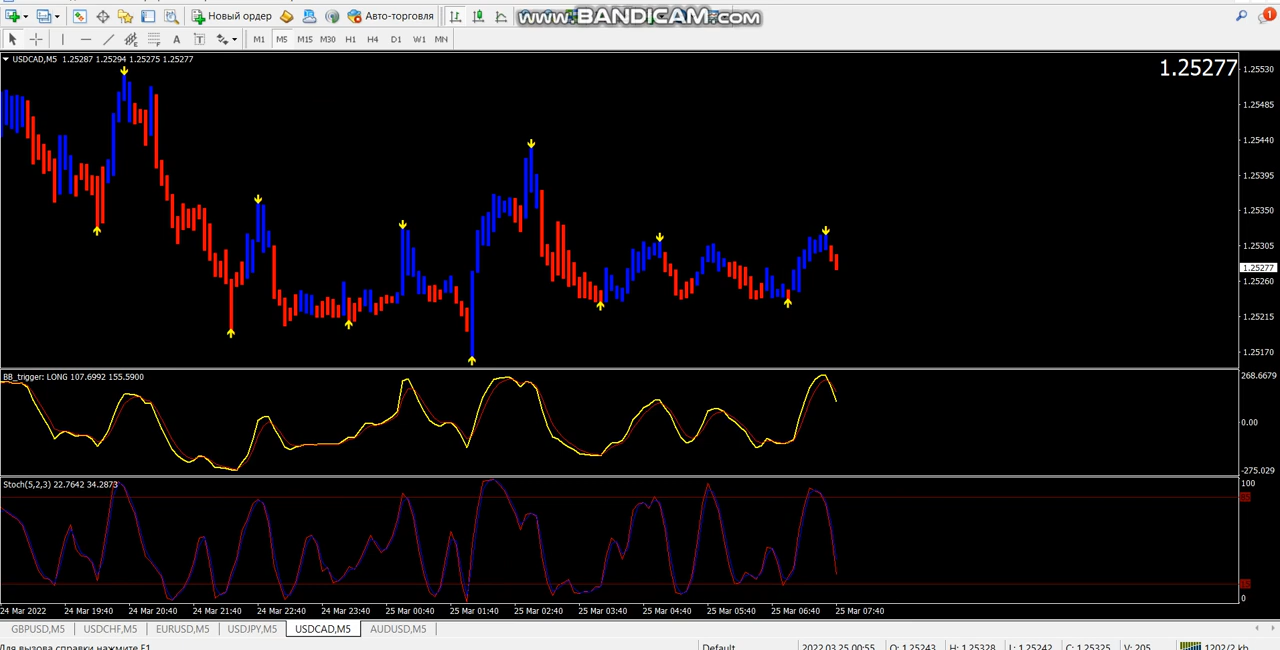 Новый ордер Авто-торговля www.BANDICAM.com 1
A T M1 M5 M15 M30 H1 H4 D1 W1 MN
USDCAD,M5 1.25287 1.25294 1.25275 1.25277
1.25277
1.25530
1.25485
1.25440
1.25395
1.25350
1.25305
1.25277
1.25260
1.25215
1.25170
BB_trigger: LONG 107.6992 155.5900
268.6679
0.00
-275.029
Stoch(5,2,3) 22.7642 34.2873
100
85
15
0
24 Mar 2022 24 Mar 19:40 24 Mar 20:40 24 Mar 21:40 24 Mar 22:40 24 Mar 23:40 25 Mar 00:40 25 Mar 01:40 25 Mar 02:40 25 Mar 03:40 25 Mar 04:40 25 Mar 05:40 25 Mar 06:40 25 Mar 07:40
GBPUSD,M5 USDCHF,M5 EURUSD,M5 USDJPY,M5 USDCAD,M5 AUDUSD,M5
Для вызова справки нажмите F1 Default 2022.03.25 00:55 O: 1.25243 H: 1.25328 L: 1.25242 C: 1.25325 V: 205 1202/2 kb